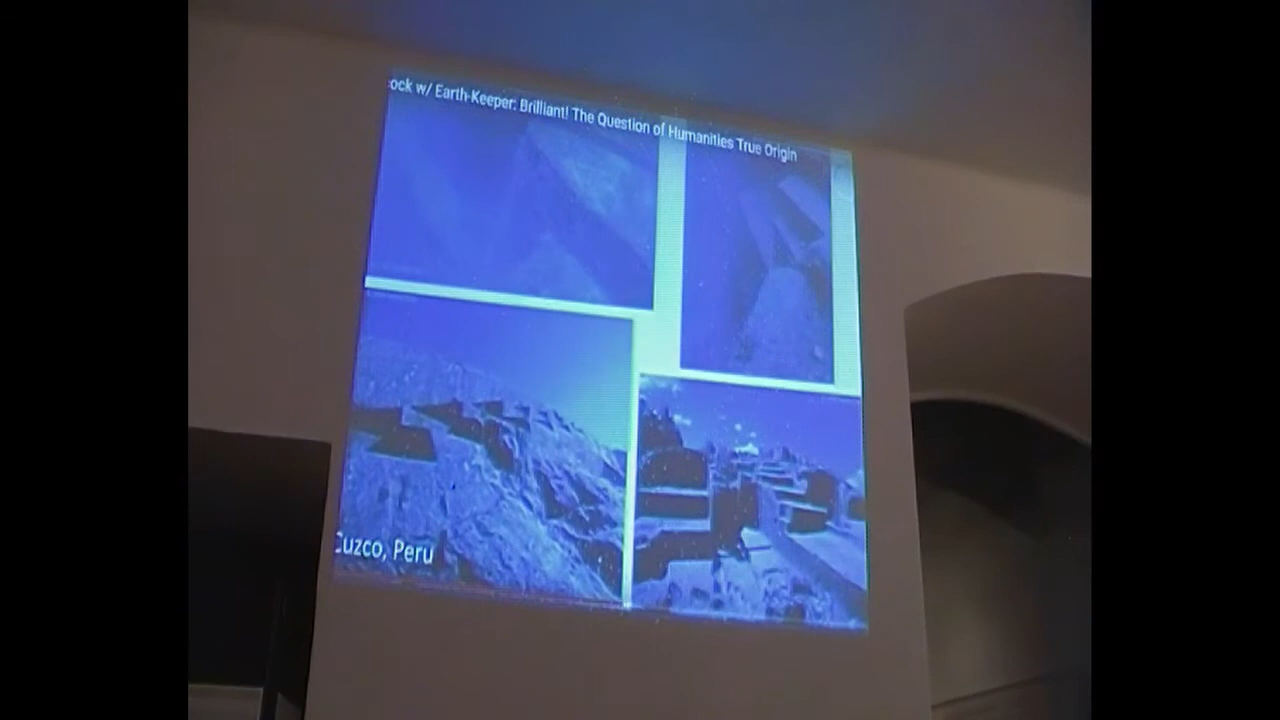 ock w/ Earth-Keeper: Brilliant! The Question of Humanities True Origin
Cuzco, Peru